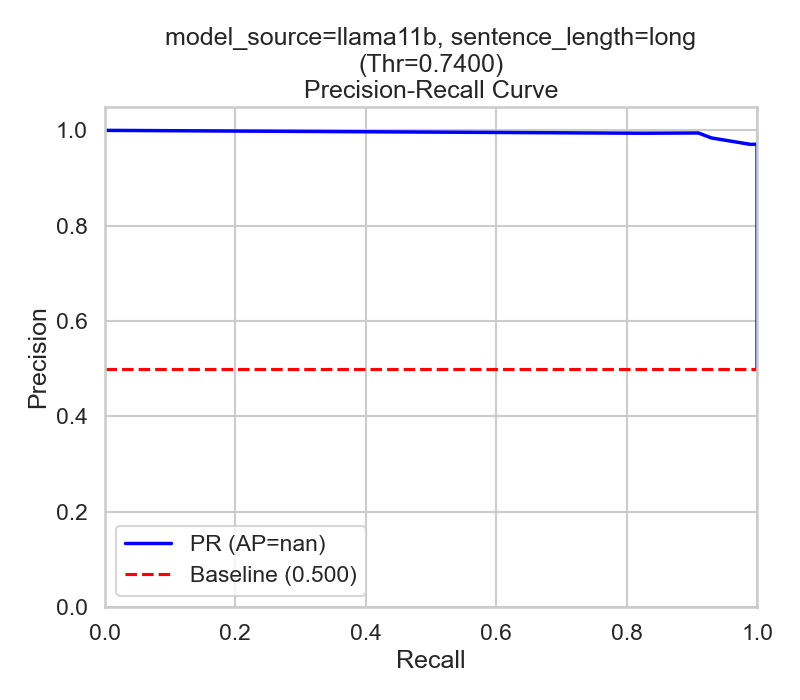 model_source=llama11b, sentence_length=long
(Thr=0.7400)
Precision-Recall Curve
1.0
0.8
0.6
0.4
0.2
0.0
Precision
PR (AP=nan)
Baseline (0.500)
0.0 0.2 0.4 0.6 0.8 1.0
Recall